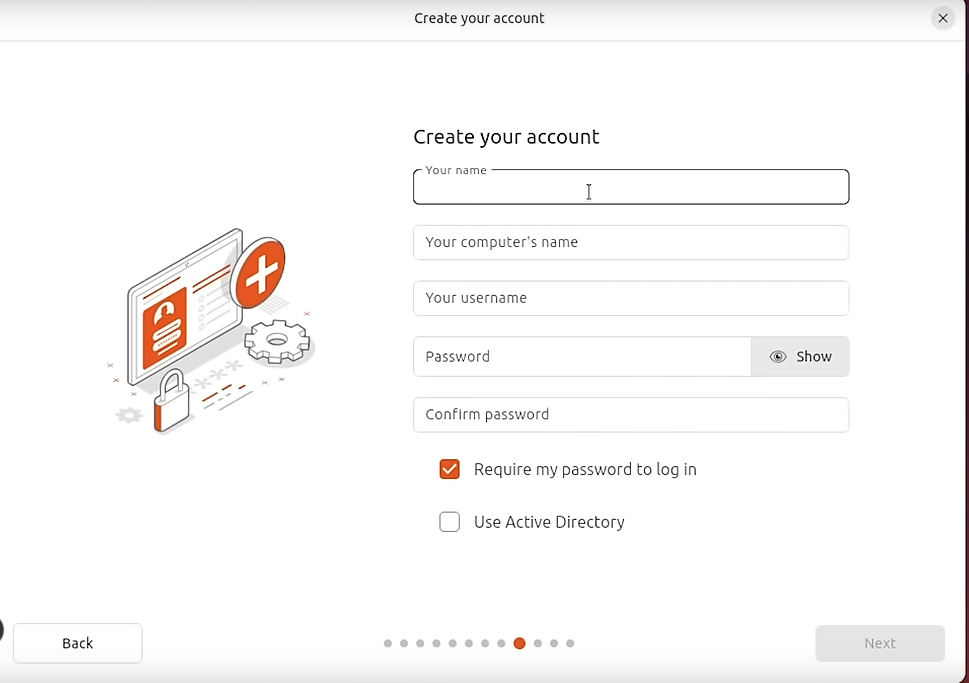 Create your account
Create your account
Your name
Your computer's name
Your username
Password
Show
Confirm password
Require my password to log in
Use Active Directory
Back
Next